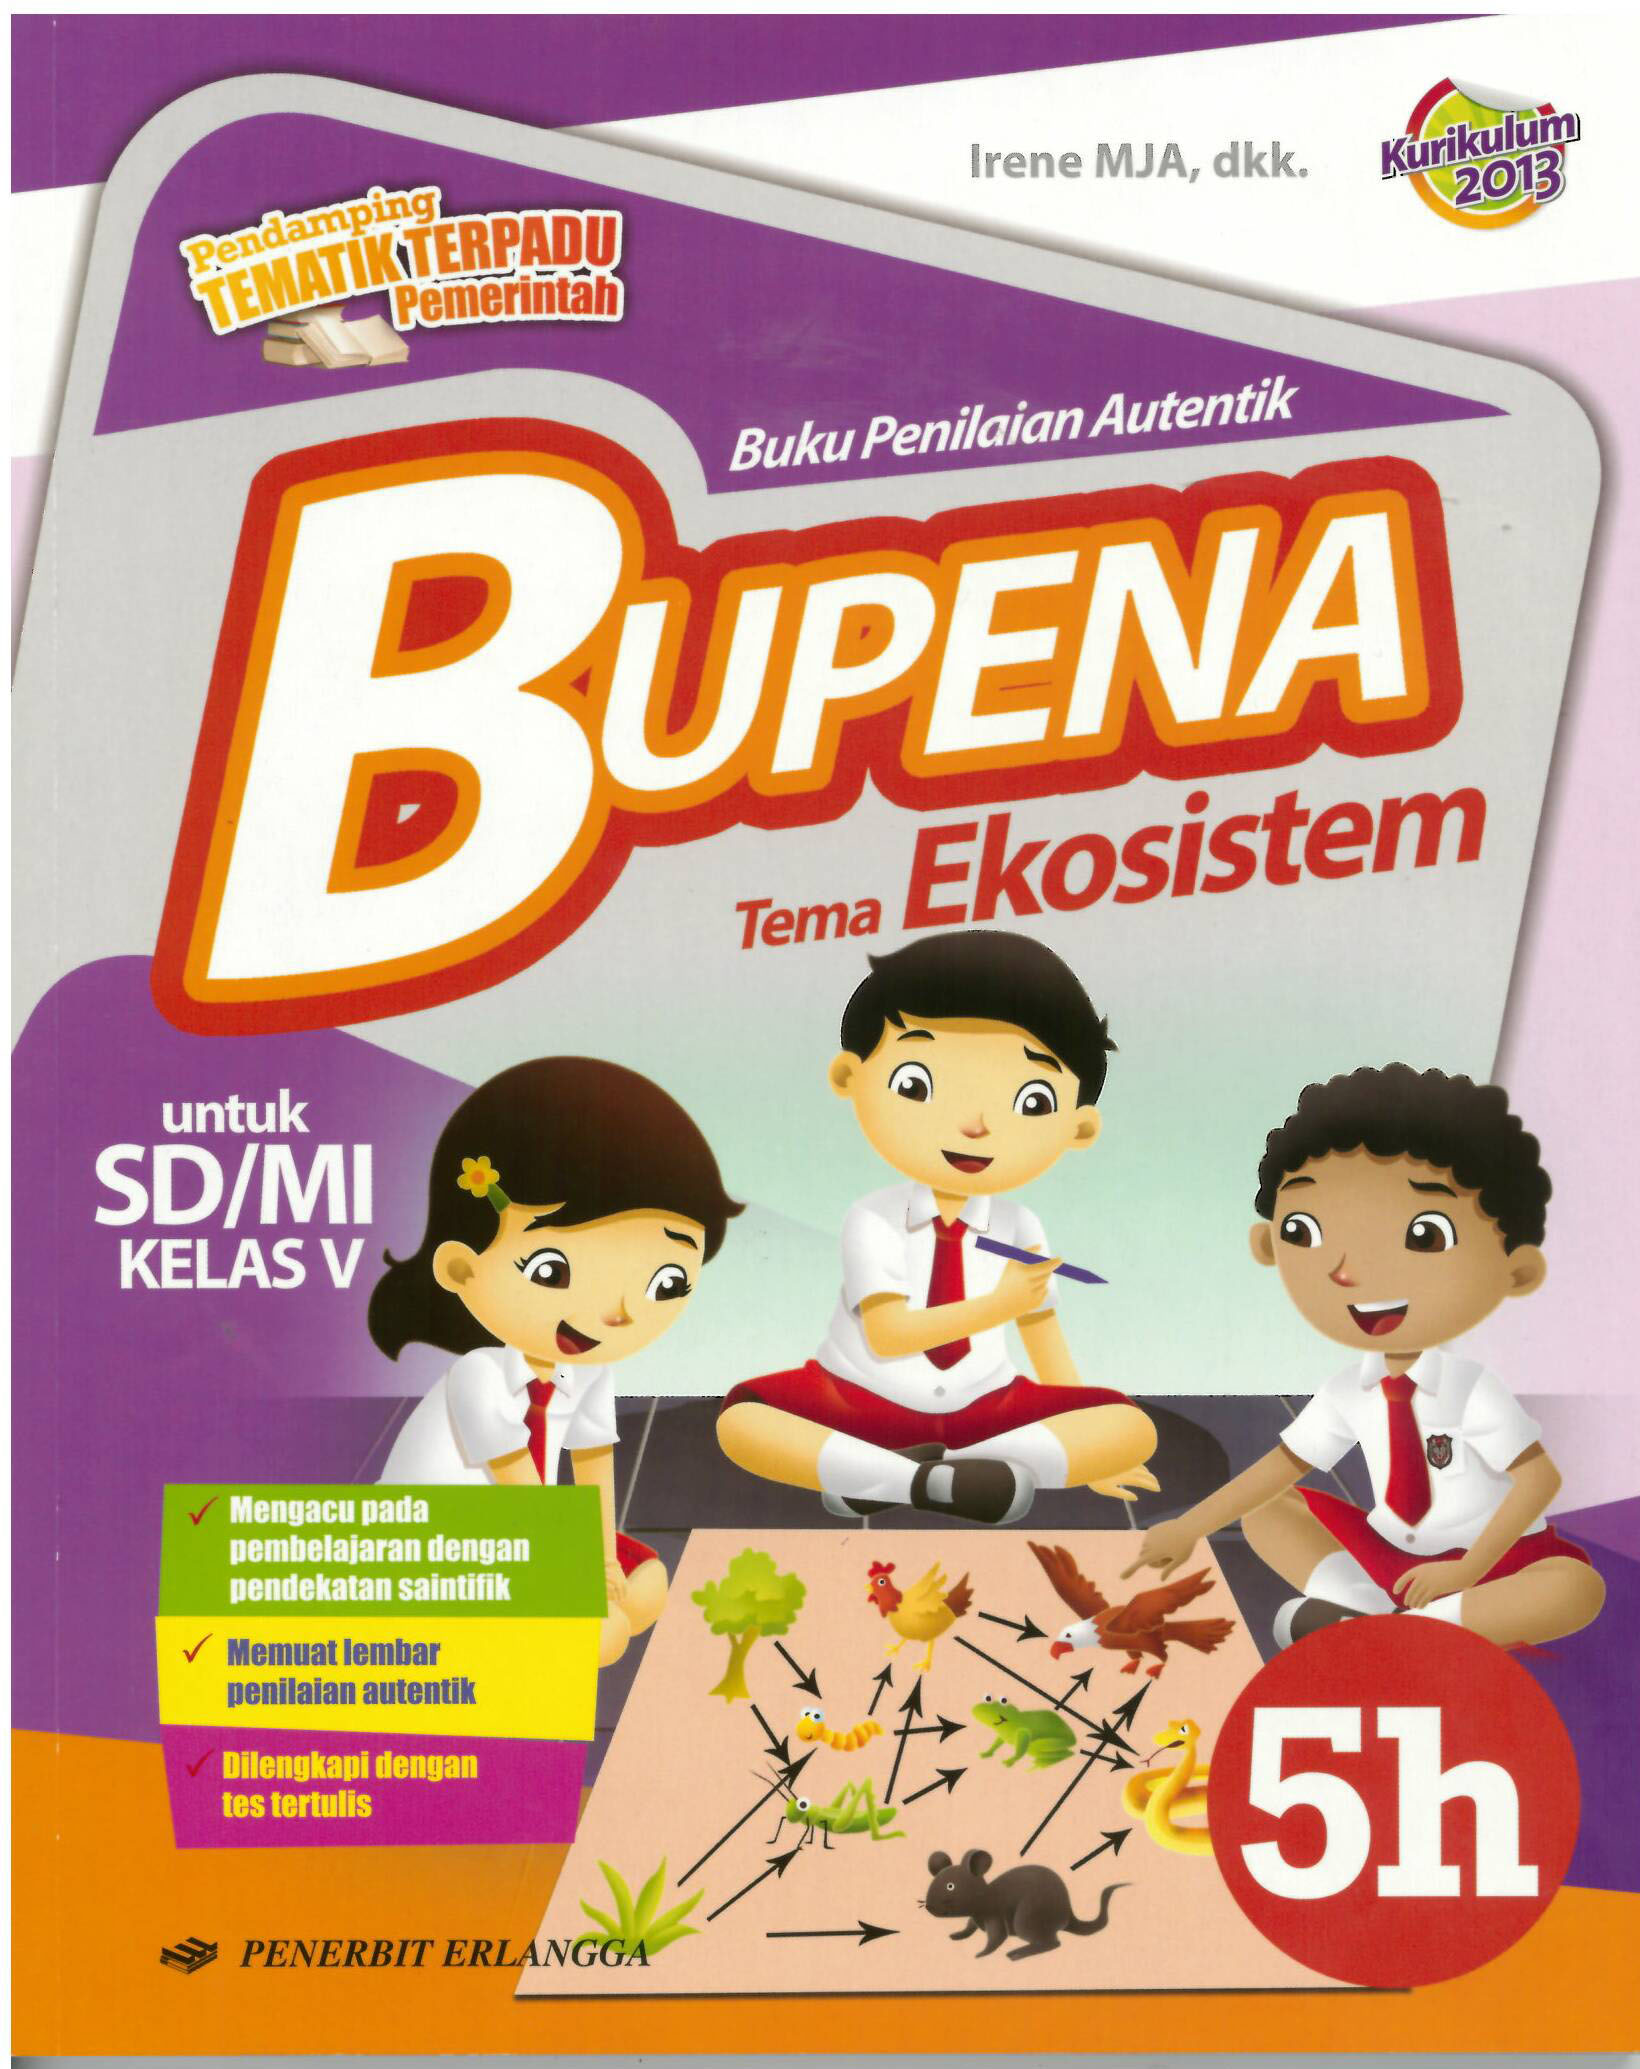 Irene MJA, dkk.
Kurikulum
2013
Pendamping
TEMATIK TERPADU
Pemerintah
Buku Penilaian Autentik
BUPENA
Tema Ekosistem
untuk
SD/MI
KELAS V
✓ Mengacu pada
pembelajaran dengan
pendekatan saintifik
✓ Memuat lembar
penilaian autentik
✓ Dilengkapi dengan
tes tertulis
5h
PENERBIT ERLANGGA